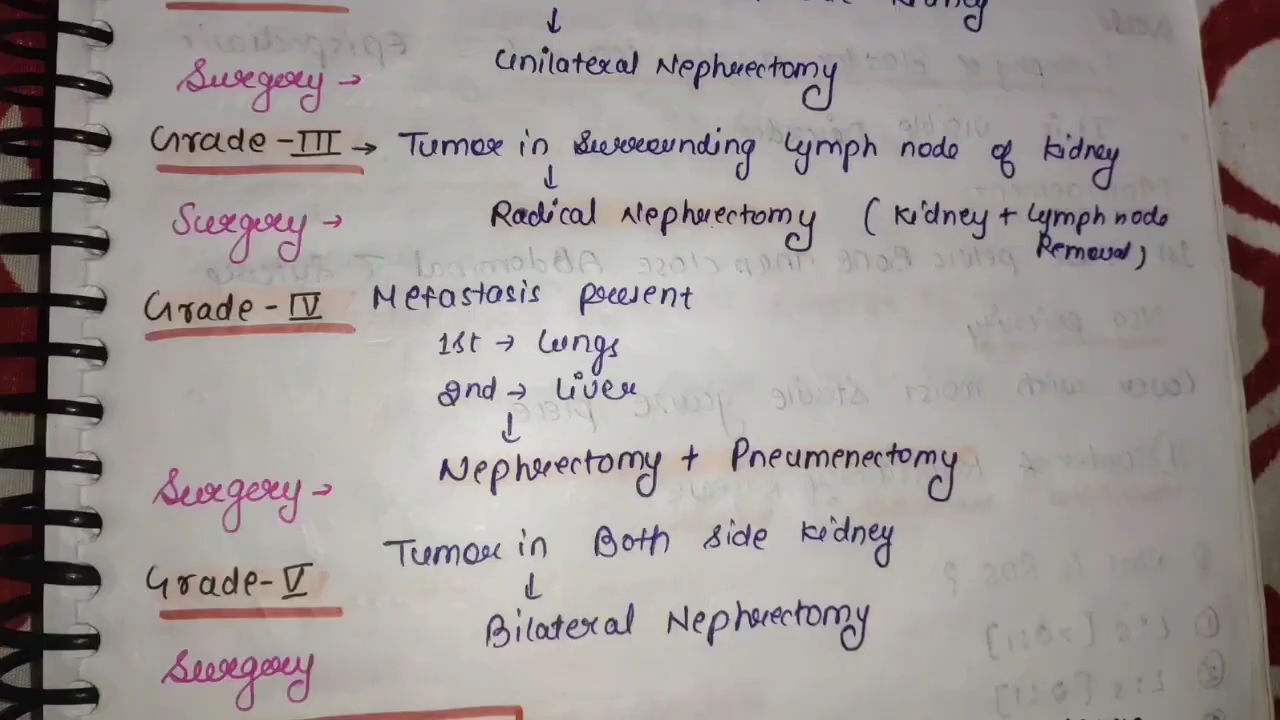 kidney
↓
Unilateral Nephrectomy
Surgery →
Grade-III → Tumor in surrounding lymph node of kidney
↓
Surgery → Radical Nephrectomy (kidney + lymph node
Removal)
Grade-IV Metastasis present
1st → lungs
2nd → liver
↓
Surgery → Nephrectomy + Pneumenectomy
Tumor in Both side kidney
Grade-V
↓
Bilateral Nephrectomy
Surgery